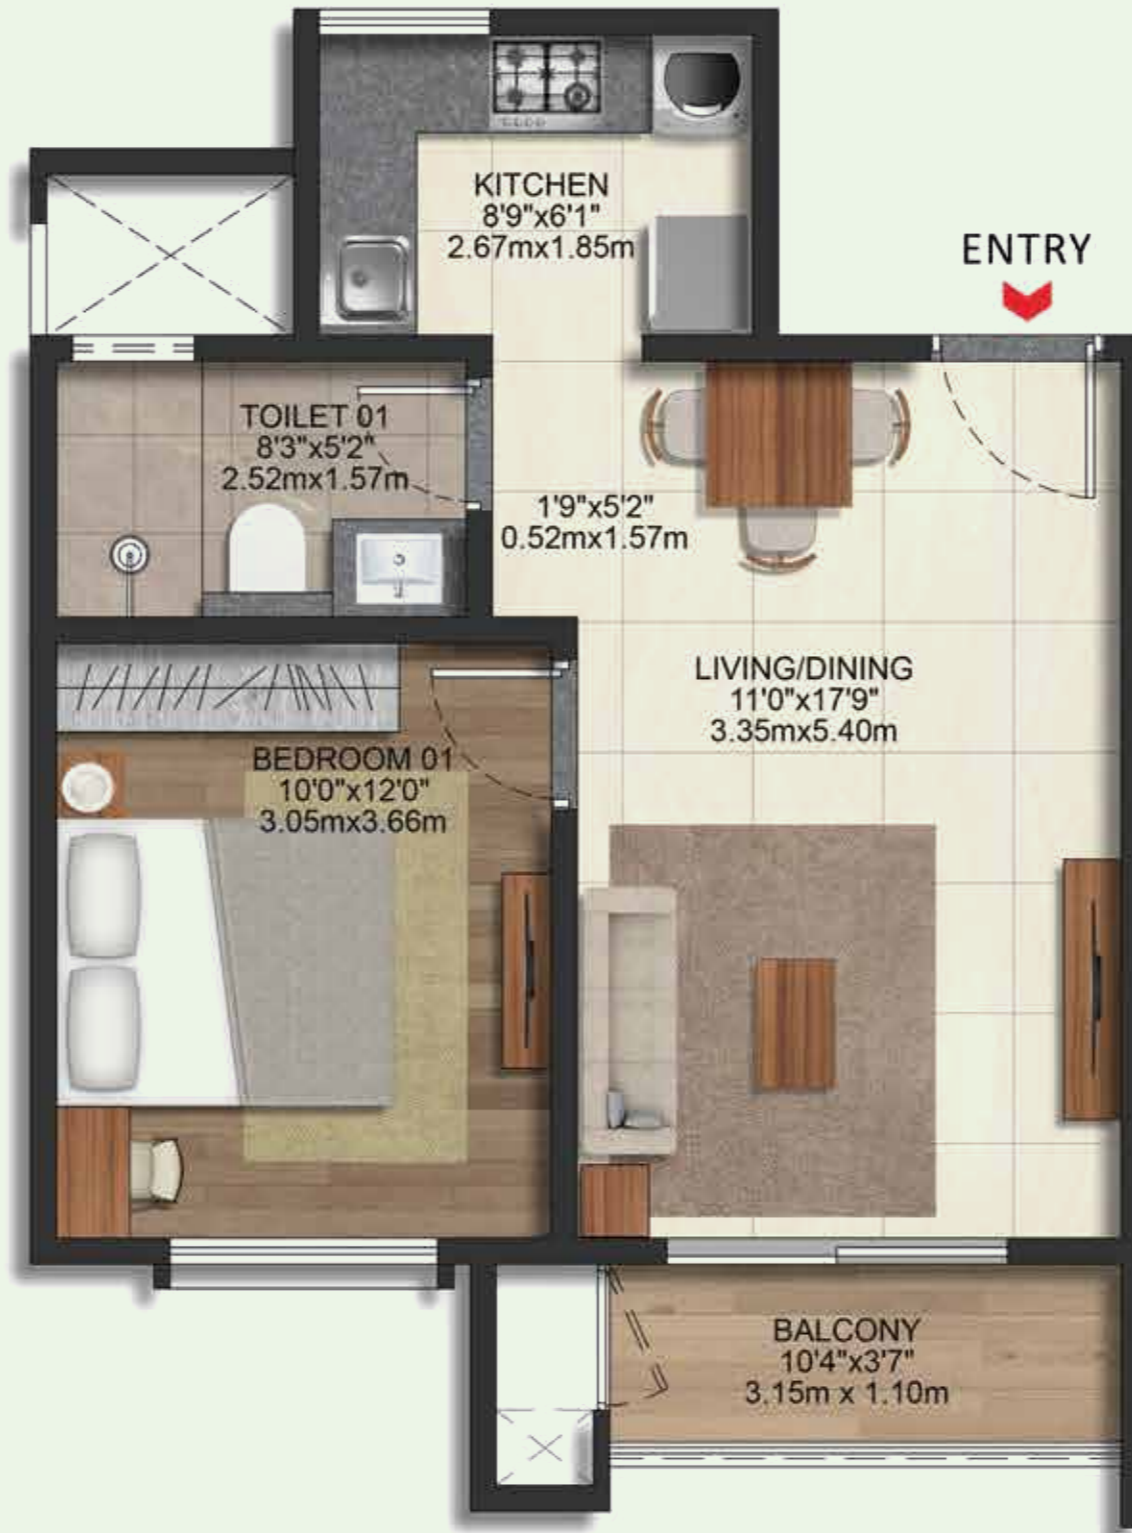 KITCHEN
8'9"x6'1"
2.67mx1.85m
ENTRY
TOILET 01
8'3"x5'2"
2.52mx1.57m
1'9"x5'2"
0.52mx1.57m
LIVING/DINING
11'0"x17'9"
3.35mx5.40m
BEDROOM 01
10'0"x12'0"
3.05mx3.66m
BALCONY
10'4"x3'7"
3.15m x 1.10m